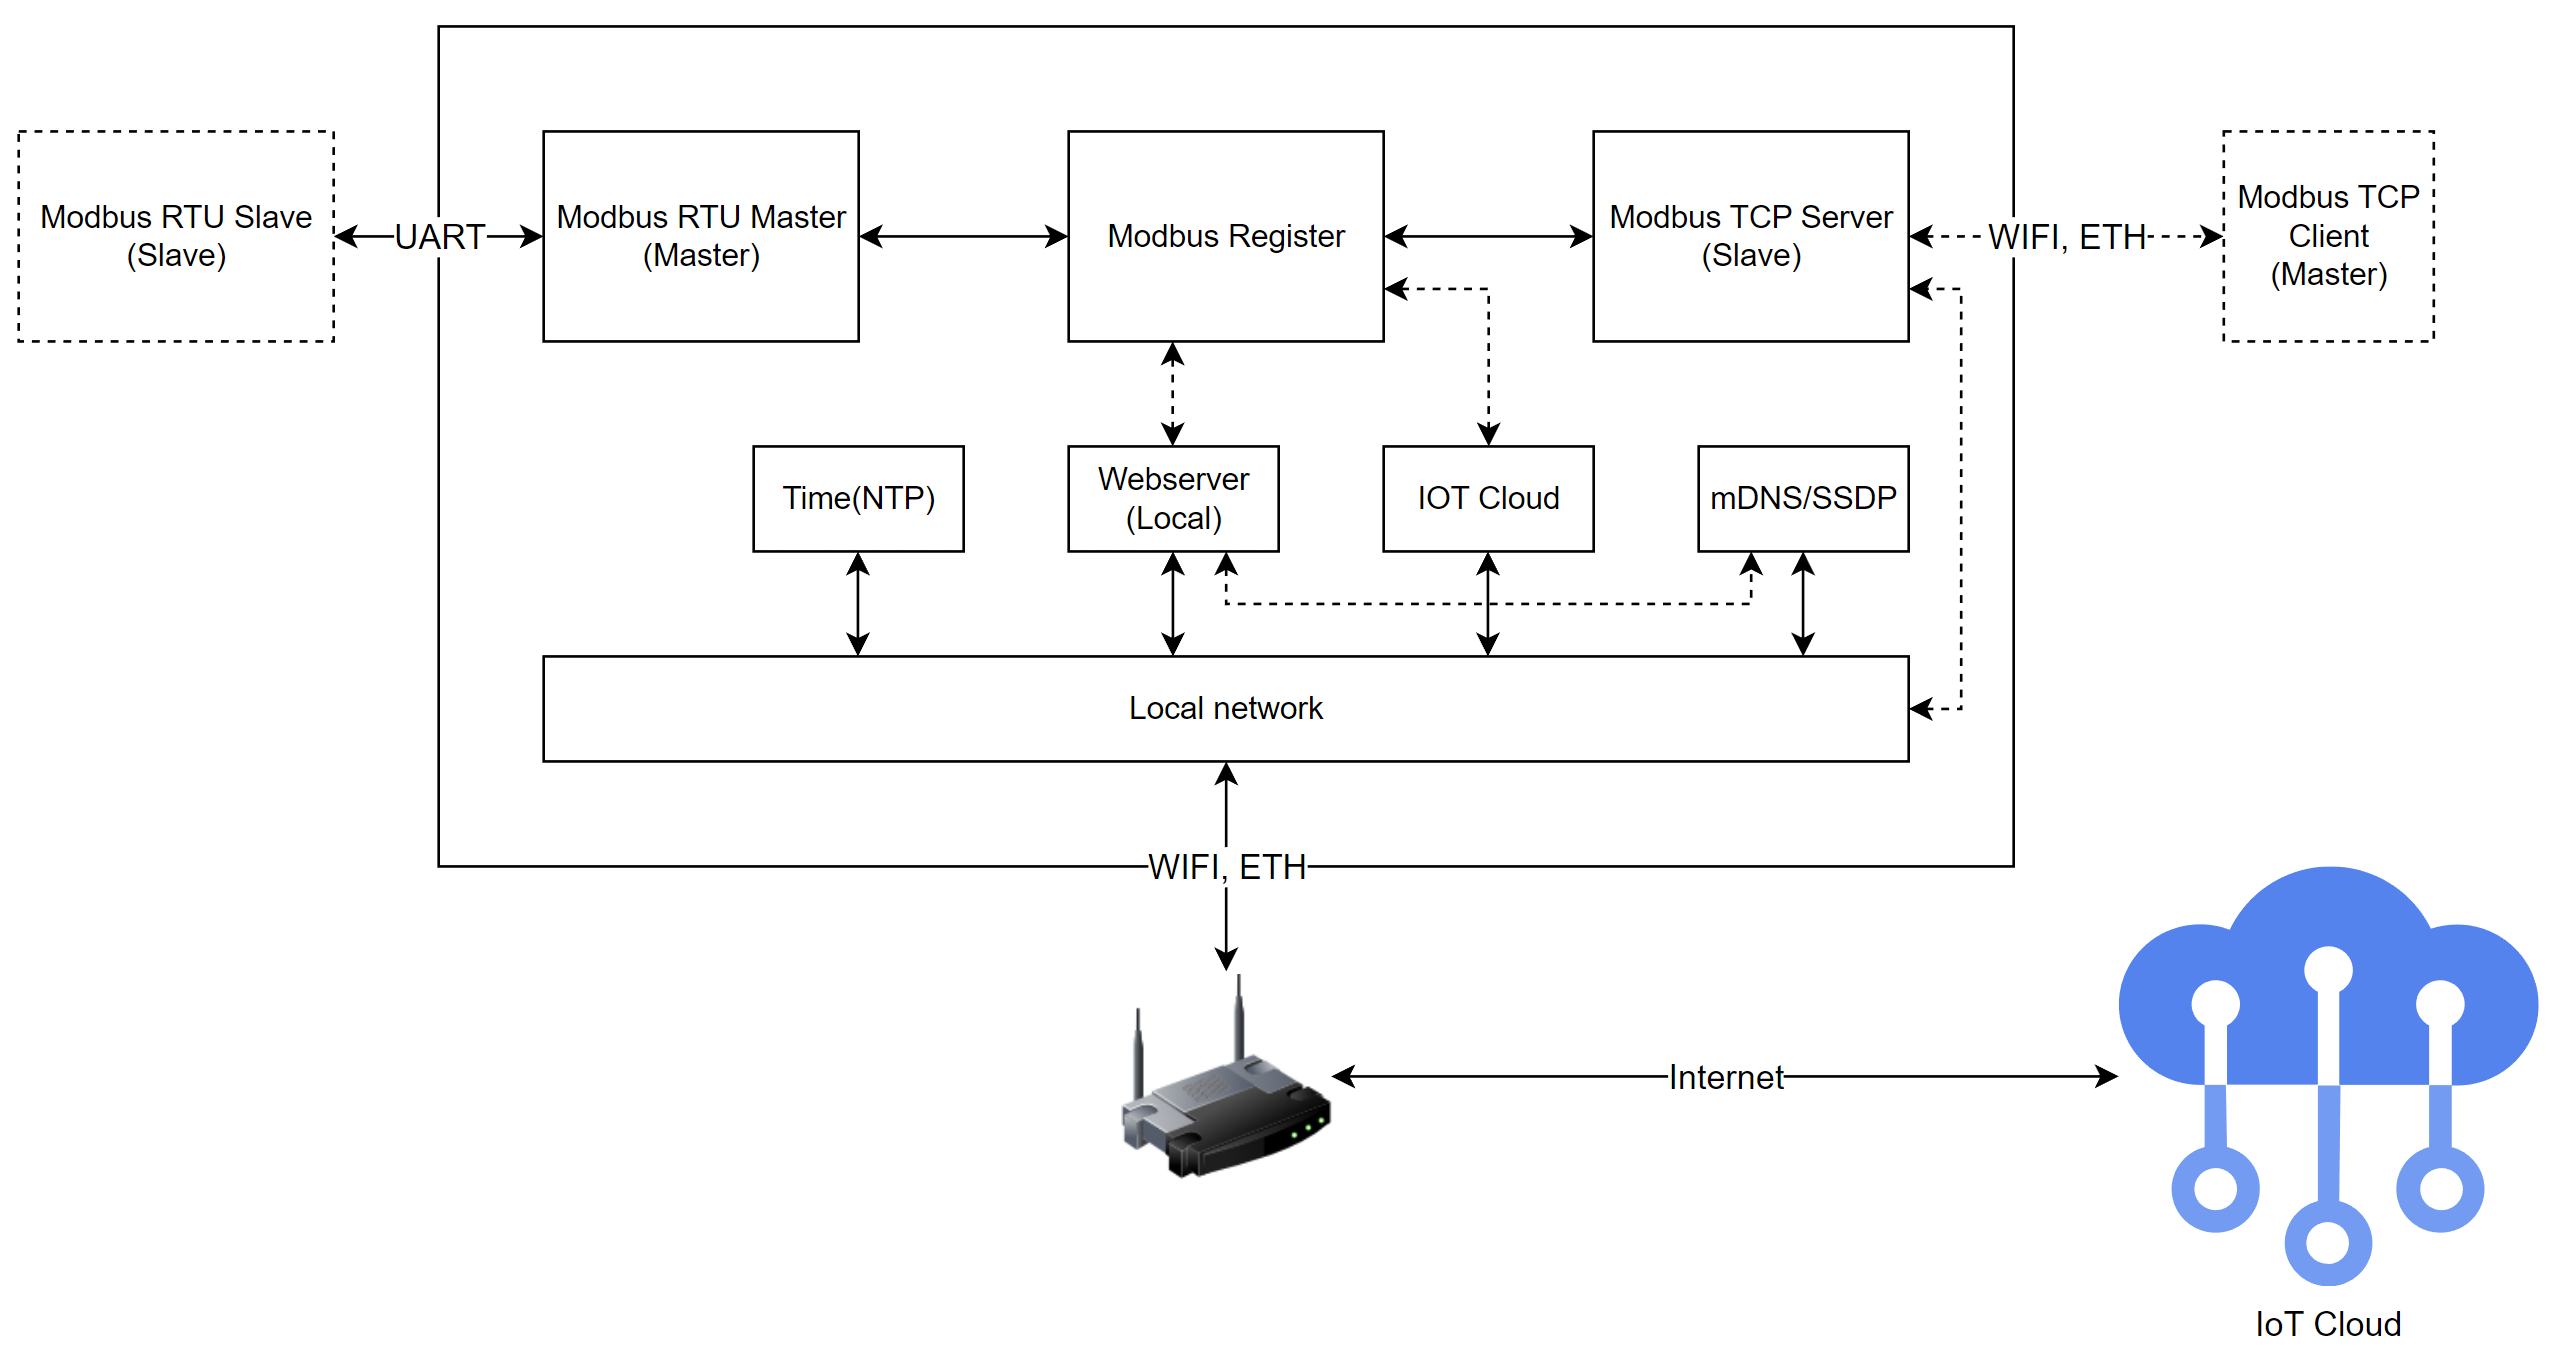 Modbus RTU Slave
(Slave)
UART
Modbus RTU Master
(Master)
Modbus Register
Modbus TCP Server
(Slave)
WIFI, ETH
Modbus TCP
Client
(Master)
Time(NTP)
Webserver
(Local)
IOT Cloud
mDNS/SSDP
Local network
WIFI, ETH
Internet
IoT Cloud